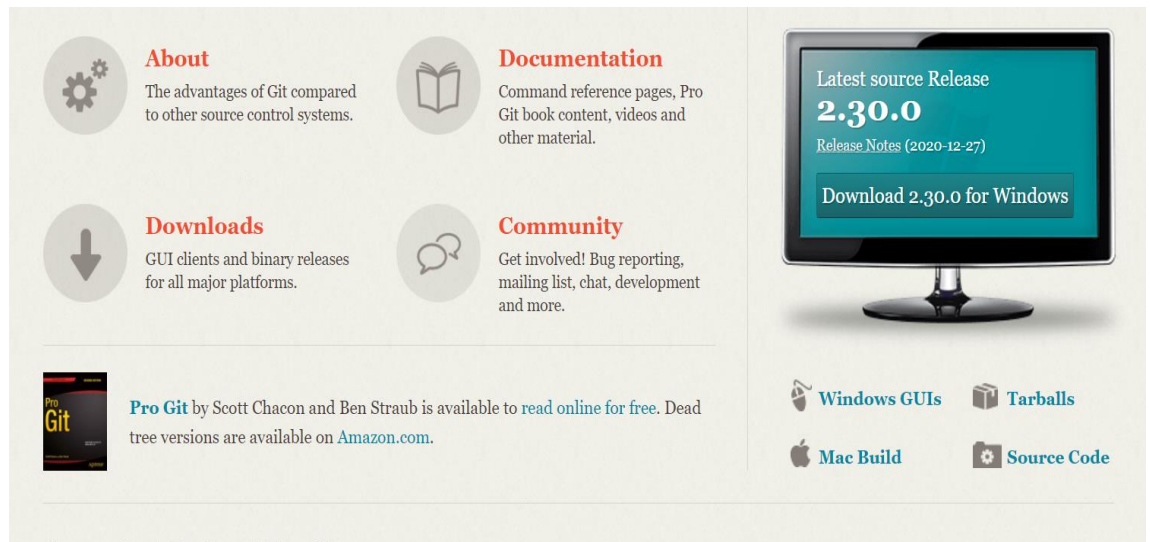 About
The advantages of Git compared
to other source control systems.
Documentation
Command reference pages, Pro
Git book content, videos and
other material.
Downloads
GUI clients and binary releases
for all major platforms.
Community
Get involved! Bug reporting,
mailing list, chat, development
and more.
Pro
Git
Pro Git by Scott Chacon and Ben Straub is available to read online for free. Dead
tree versions are available on Amazon.com.
Latest source Release
2.30.0
Release Notes (2020-12-27)
Download 2.30.0 for Windows
Windows GUIs
Tarballs
Mac Build
Source Code